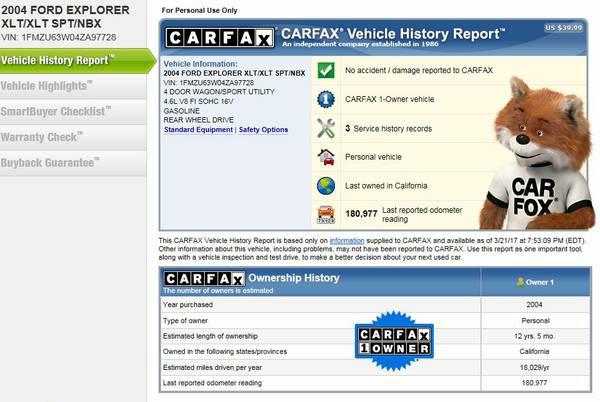 2004 FORD EXPLORER
XLT/XLT SPT/NBX
VIN: 1FMZU63W04ZA97728
Vehicle History Report™
Vehicle Highlights™
SmartBuyer Checklist™
Warranty Check™
Buyback Guarantee™
For Personal Use Only
CARFAX
CARFAX® Vehicle History Report™
An independent company established in 1986
US $39.99
Vehicle Information:
2004 FORD EXPLORER XLT/XLT SPT/NBX
VIN: 1FMZU63W04ZA97728
4 DOOR WAGON/SPORT UTILITY
4.6L V8 FI SOHC 16V
GASOLINE
REAR WHEEL DRIVE
Standard Equipment | Safety Options
No accident / damage reported to CARFAX
1
CARFAX 1-Owner vehicle
3 Service history records
Personal vehicle
Last owned in California
180,977 Last reported odometer
reading
CAR
FOX
This CARFAX Vehicle History Report is based only on information supplied to CARFAX and available as of 3/21/17 at 7:53:09 PM (EDT).
Other information about this vehicle, including problems, may not have been reported to CARFAX. Use this report as one important tool,
along with a vehicle inspection and test drive, to make a better decision about your next used car.
CARFAX Ownership History
The number of owners is estimated
Owner 1
Year purchased 2004
Type of owner Personal
Estimated length of ownership 12 yrs. 5 mo.
Owned in the following states/provinces California
Estimated miles driven per year 18,029/yr
Last reported odometer reading 180,977
CARFAX
1 OWNER